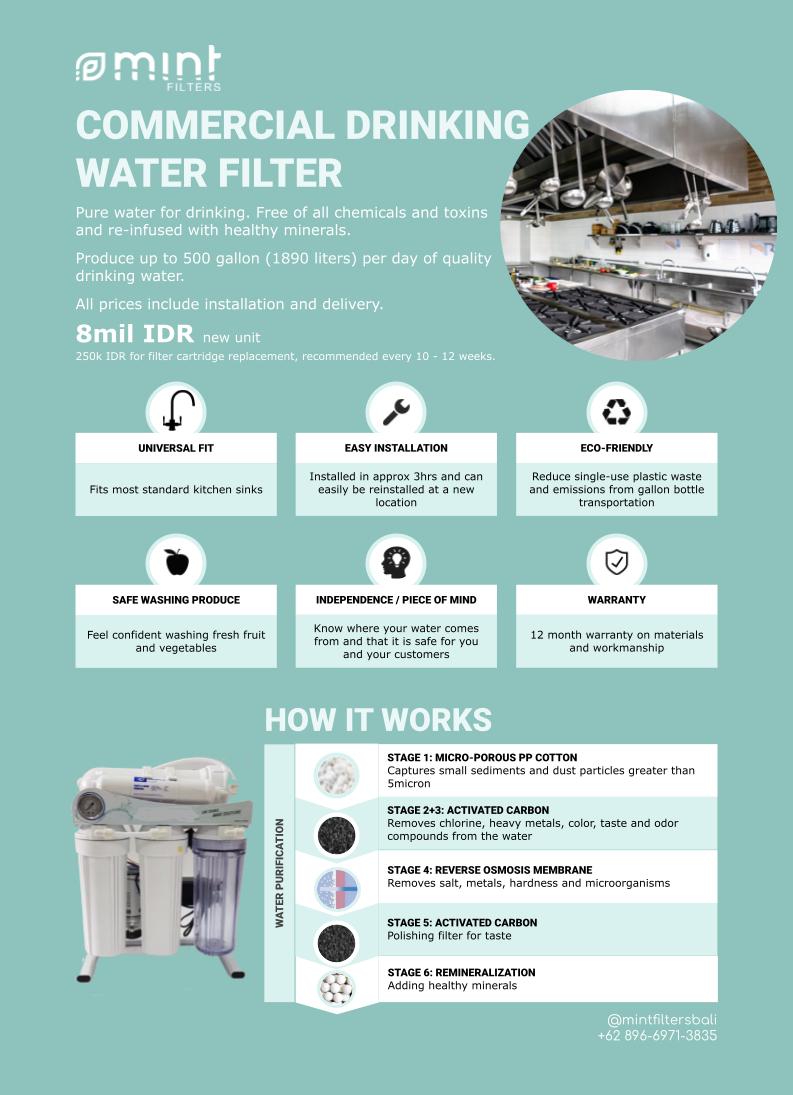 mint
FILTERS
COMMERCIAL DRINKING
WATER FILTER
Pure water for drinking. Free of all chemicals and toxins
and re-infused with healthy minerals.
Produce up to 500 gallon (1890 liters) per day of quality
drinking water.
All prices include installation and delivery.
8mil IDR new unit
250k IDR for filter cartridge replacement, recommended every 10 - 12 weeks.
UNIVERSAL FIT
Fits most standard kitchen sinks
EASY INSTALLATION
Installed in approx 3hrs and can
easily be reinstalled at a new
location
ECO-FRIENDLY
Reduce single-use plastic waste
and emissions from gallon bottle
transportation
SAFE WASHING PRODUCE
Feel confident washing fresh fruit
and vegetables
INDEPENDENCE / PIECE OF MIND
Know where your water comes
from and that it is safe for you
and your customers
WARRANTY
12 month warranty on materials
and workmanship
HOW IT WORKS
WATER PURIFICATION
STAGE 1: MICRO-POROUS PP COTTON
Captures small sediments and dust particles greater than
5micron
STAGE 2+3: ACTIVATED CARBON
Removes chlorine, heavy metals, color, taste and odor
compounds from the water
STAGE 4: REVERSE OSMOSIS MEMBRANE
Removes salt, metals, hardness and microorganisms
STAGE 5: ACTIVATED CARBON
Polishing filter for taste
STAGE 6: REMINERALIZATION
Adding healthy minerals
@mintfiltersbali
+62 896-6971-3835